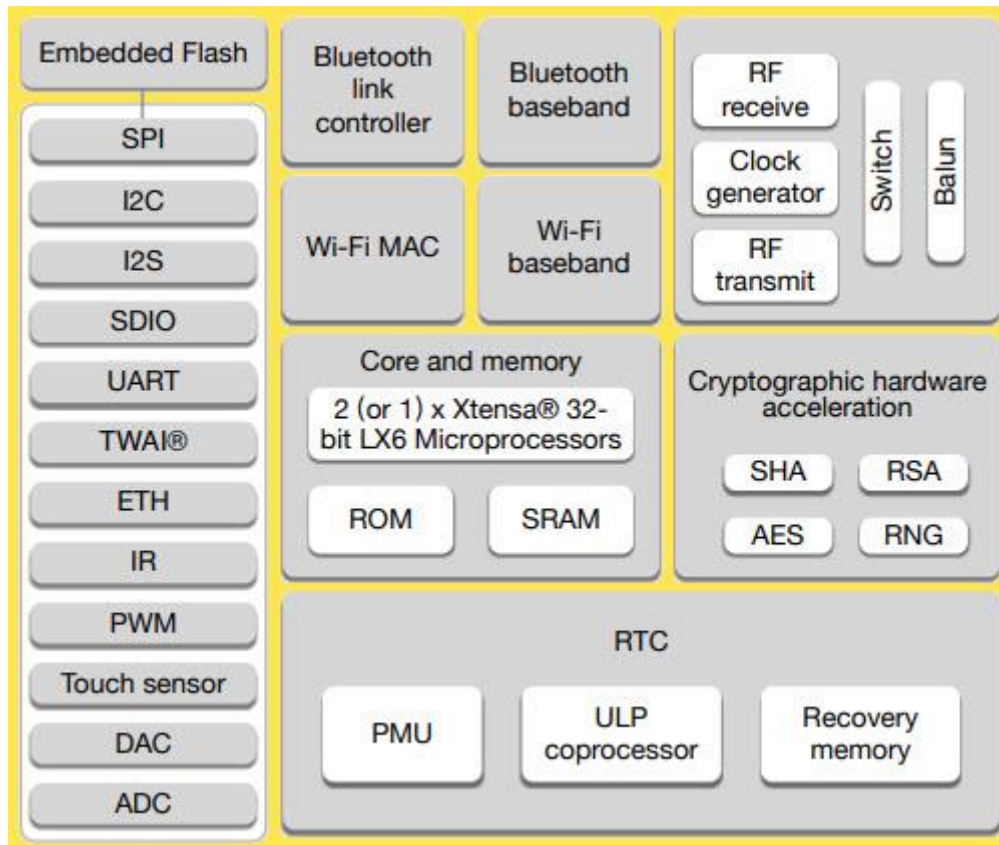 Embedded Flash
SPI
I2C
I2S
SDIO
UART
TWAI®
ETH
IR
PWM
Touch sensor
DAC
ADC
Bluetooth
link
controller
Bluetooth
baseband
Wi-Fi MAC
Wi-Fi
baseband
RF
receive
Clock
generator
RF
transmit
Switch
Balun
Core and memory
2 (or 1) x Xtensa® 32-
bit LX6 Microprocessors
ROM
SRAM
Cryptographic hardware
acceleration
SHA
RSA
AES
RNG
RTC
PMU
ULP
coprocessor
Recovery
memory